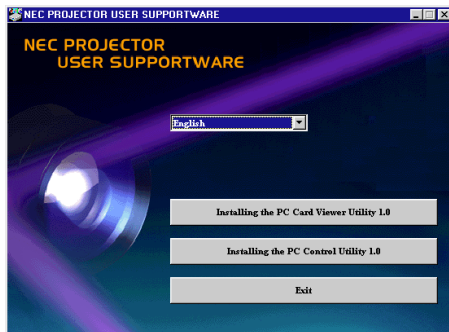 NEC PROJECTOR USER SUPPORTWARE
NEC PROJECTOR
USER SUPPORTWARE
English
Installing the PC Card Viewer Utility 1.0
Installing the PC Control Utility 1.0
Exit